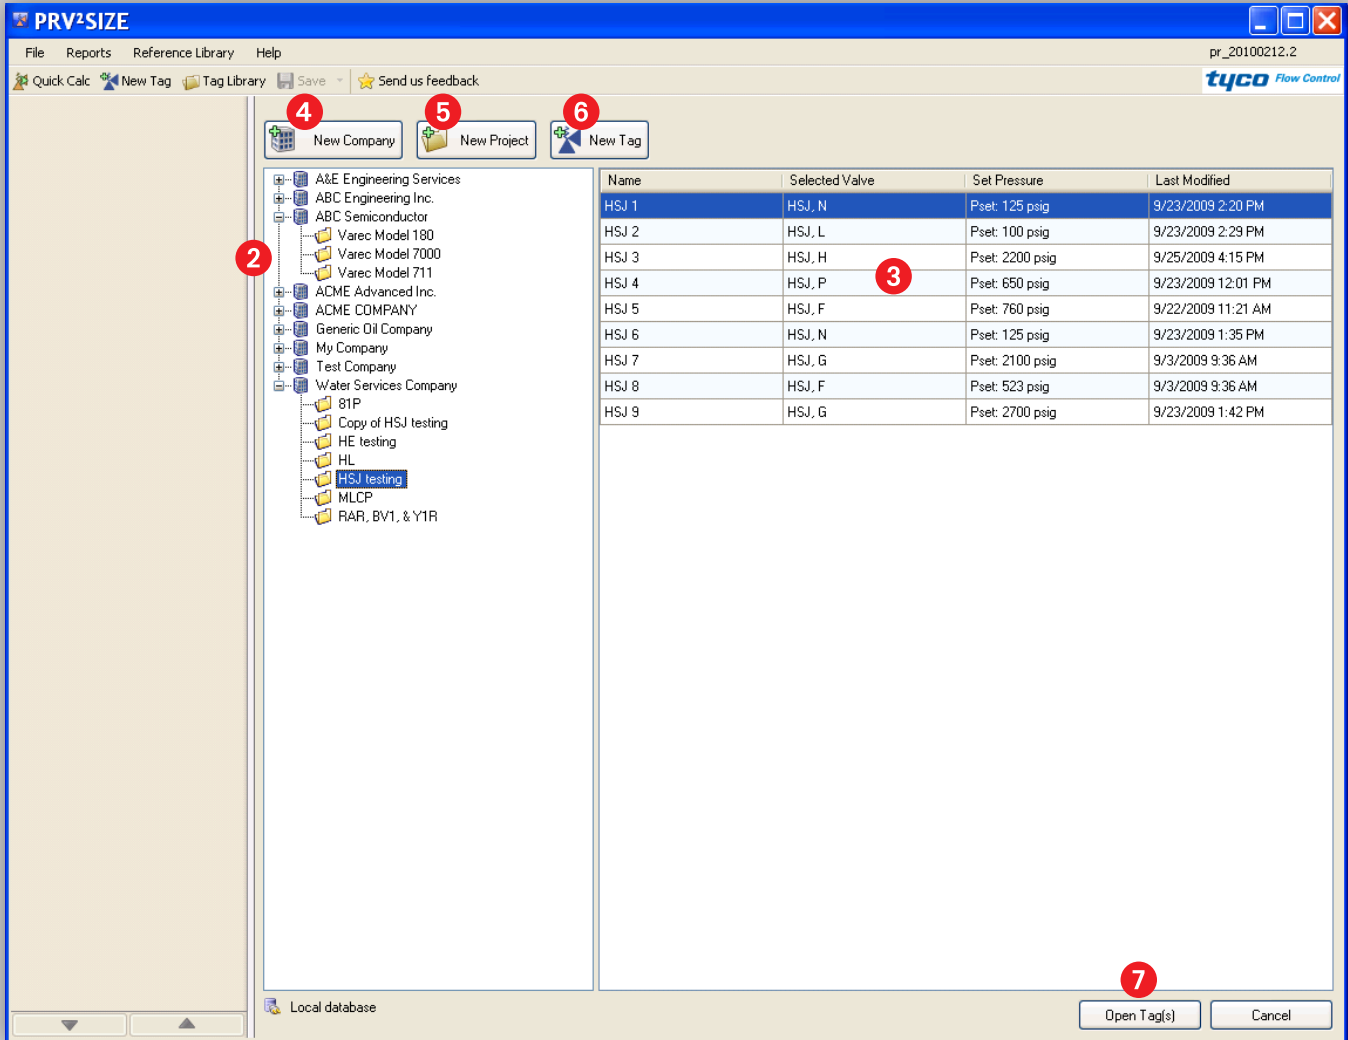 PRV²SIZE
File Reports Reference Library Help pr_20100212.2
Quick Calc New Tag Tag Library Save Send us feedback tyco Flow Control
4 5 6
New Company New Project New Tag
2
A&E Engineering Services
ABC Engineering Inc.
ABC Semiconductor
Varec Model 180
Varec Model 7000
Varec Model 711
ACME Advanced Inc.
ACME COMPANY
Generic Oil Company
My Company
Test Company
Water Services Company
81P
Copy of HSJ testing
HE testing
HL
HSJ testing
MLCP
RAR, BV1, & Y1R
Name Selected Valve Set Pressure Last Modified
HSJ 1 HSJ, N Pset: 125 psig 9/23/2009 2:20 PM
HSJ 2 HSJ, L Pset: 100 psig 9/23/2009 2:29 PM
HSJ 3 HSJ, H Pset: 2200 psig 9/25/2009 4:15 PM
3
HSJ 4 HSJ, P Pset: 650 psig 9/23/2009 12:01 PM
HSJ 5 HSJ, F Pset: 760 psig 9/22/2009 11:21 AM
HSJ 6 HSJ, N Pset: 125 psig 9/23/2009 1:35 PM
HSJ 7 HSJ, G Pset: 2100 psig 9/3/2009 9:36 AM
HSJ 8 HSJ, F Pset: 523 psig 9/3/2009 9:36 AM
HSJ 9 HSJ, G Pset: 2700 psig 9/23/2009 1:42 PM
7
Local database
Open Tag(s) Cancel